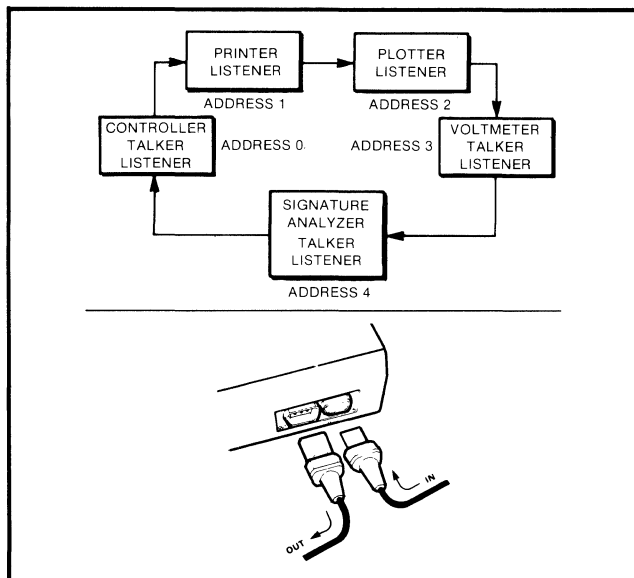 PRINTER
LISTENER
ADDRESS 1
PLOTTER
LISTENER
ADDRESS 2
CONTROLLER
TALKER
LISTENER
ADDRESS 0
ADDRESS 3
VOLTMETER
TALKER
LISTENER
SIGNATURE
ANALYZER
TALKER
LISTENER
ADDRESS 4
IN
OUT